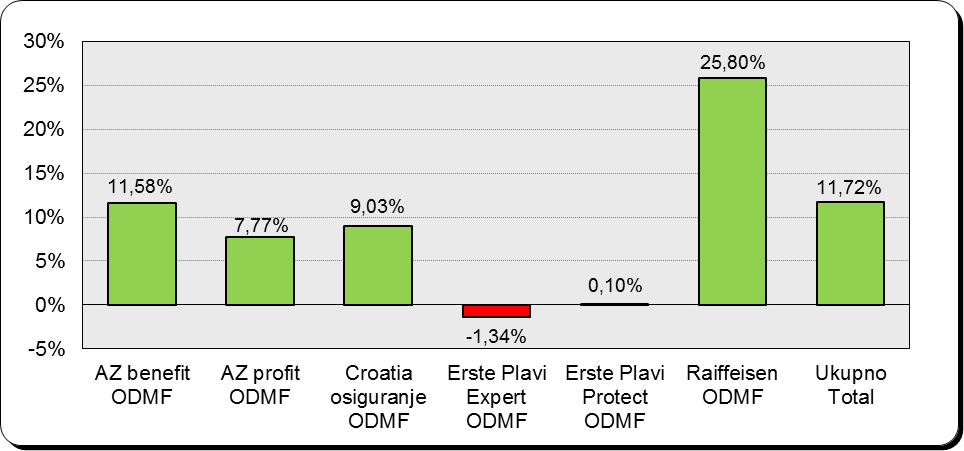 30%
25%
20%
15%
10%
5%
0%
-5%
11,58%
7,77%
9,03%
-1,34%
0,10%
25,80%
11,72%
AZ benefit
ODMF
AZ profit
ODMF
Croatia
osiguranje
ODMF
Erste Plavi
Expert
ODMF
Erste Plavi
Protect
ODMF
Raiffeisen
ODMF
Ukupno
Total